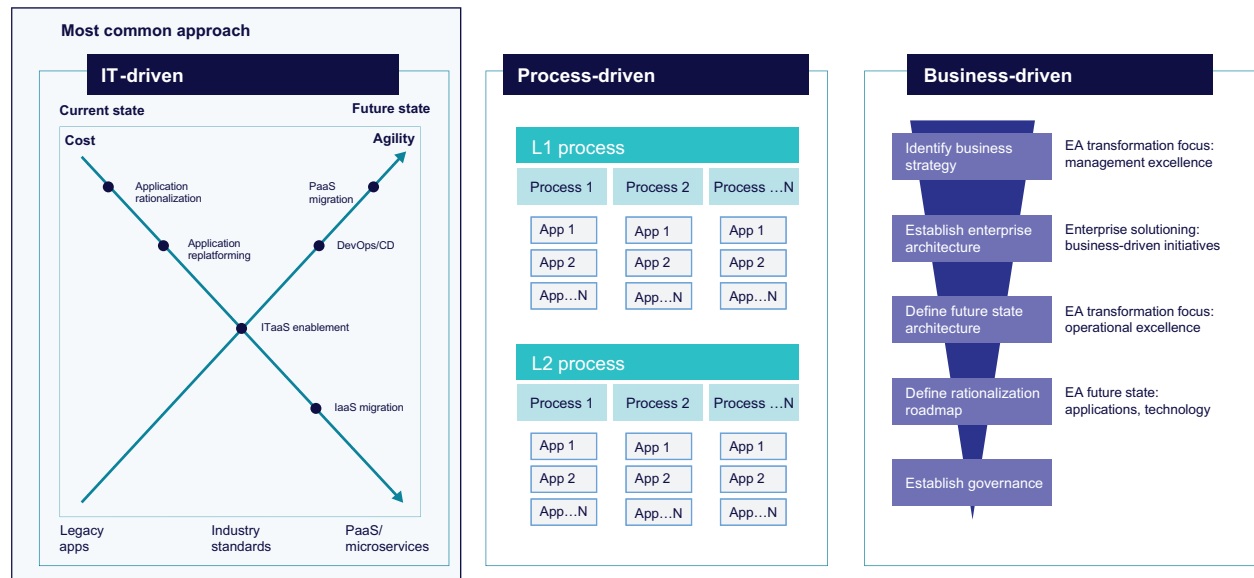 Most common approach
IT-driven
Current state
Future state
Cost
Agility
Application
rationalization
PaaS
migration
Application
replatforming
DevOps/CD
ITaaS enablement
IaaS migration
Legacy
apps
Industry
standards
PaaS/
microservices
Process-driven
L1 process
Process 1 Process 2 Process …N
App 1 App 1 App 1
App 2 App 2 App 2
App…N App…N App…N
L2 process
Process 1 Process 2 Process …N
App 1 App 1 App 1
App 2 App 2 App 2
App…N App…N App…N
Business-driven
Identify business
strategy
EA transformation focus:
management excellence
Establish enterprise
architecture
Enterprise solutioning:
business-driven initiatives
Define future state
architecture
EA transformation focus:
operational excellence
Define rationalization
roadmap
EA future state:
applications, technology
Establish governance